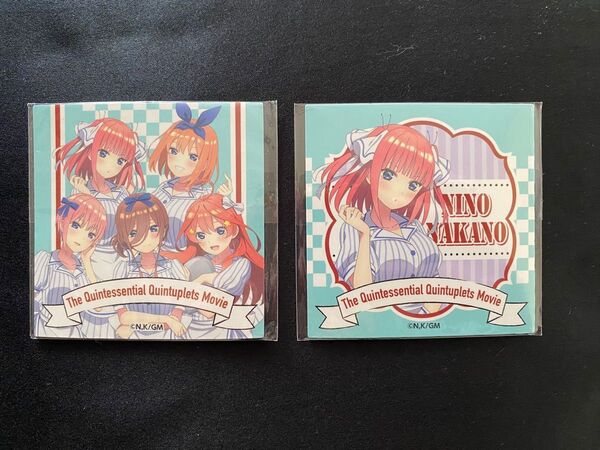 The Quintessential Quintuplets Movie
©N,K/GM
NINO
NAKANO
The Quintessential Quintuplets Movie
©N,K/GM